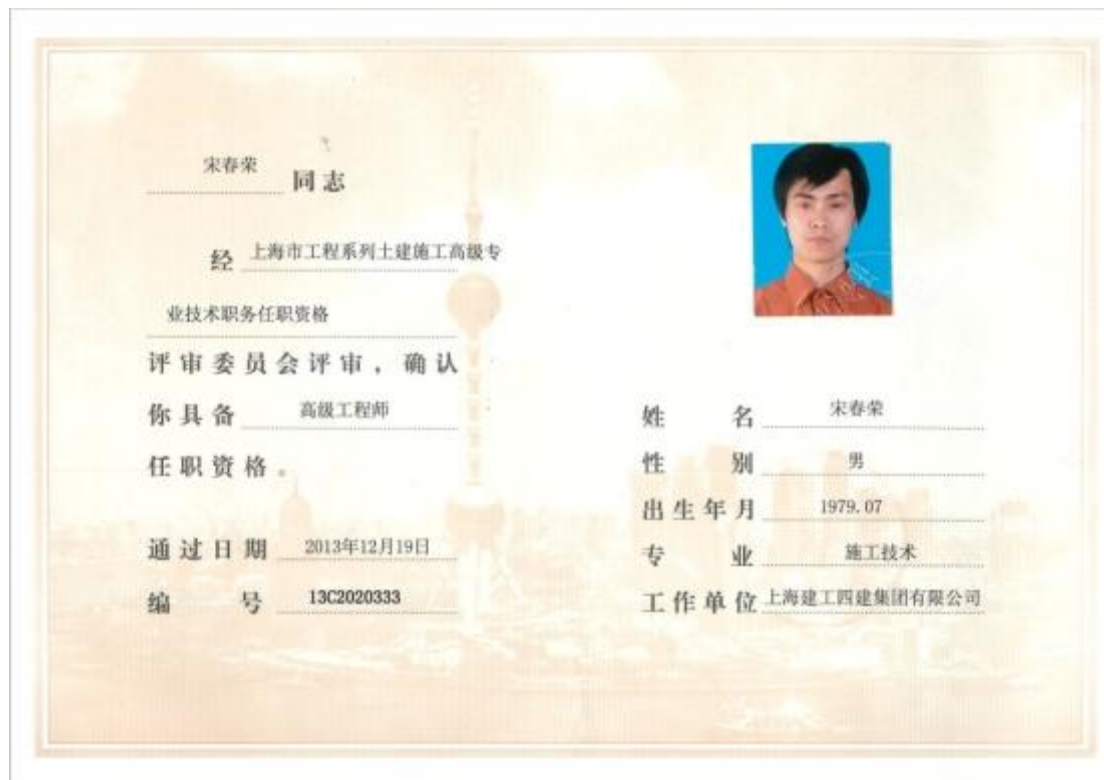 宋春荣 同志
经 上海市工程系列土建施工高级专
业技术职务任职资格
评审委员会评审，确认
你具备 高级工程师
任职资格。
通过日期 2013年12月19日
编号 13C2020333
姓名 宋春荣
性别 男
出生年月 1979.07
专业 施工技术
工作单位 上海建工四建集团有限公司